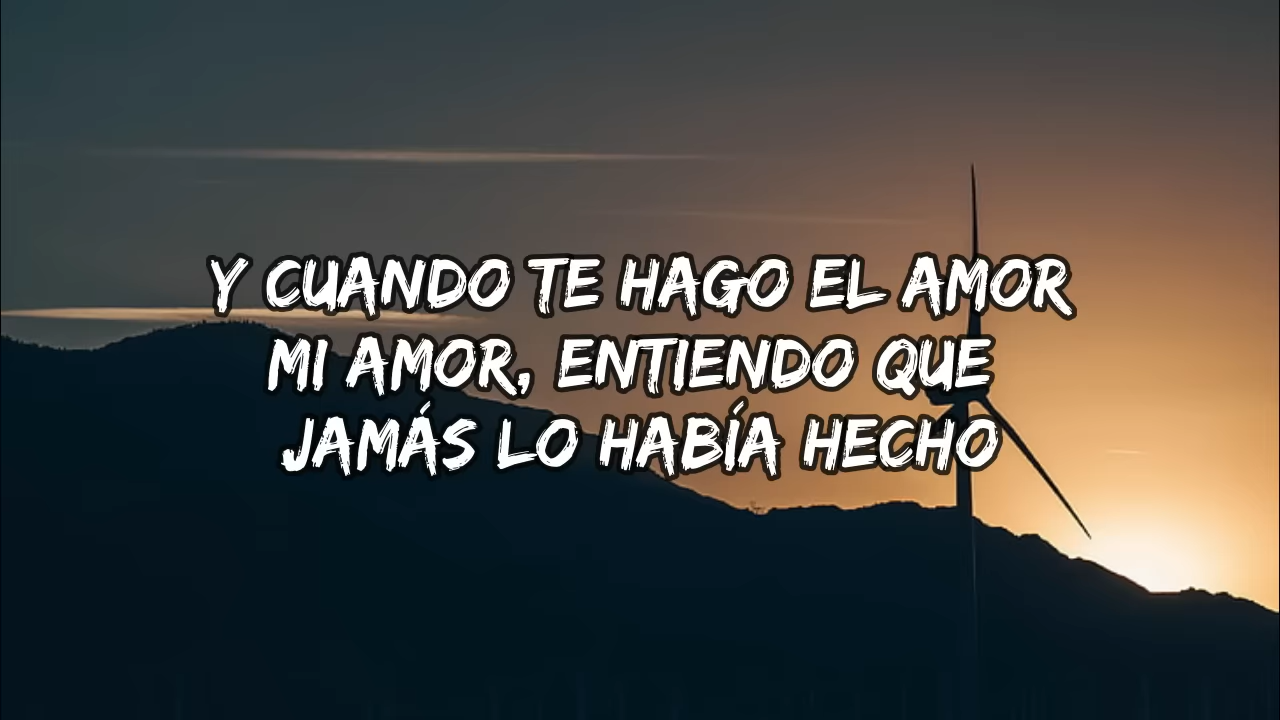 Y CUANDO TE HAGO EL AMOR
MI AMOR, ENTIENDO QUE
JAMÁS LO HABÍA HECHO